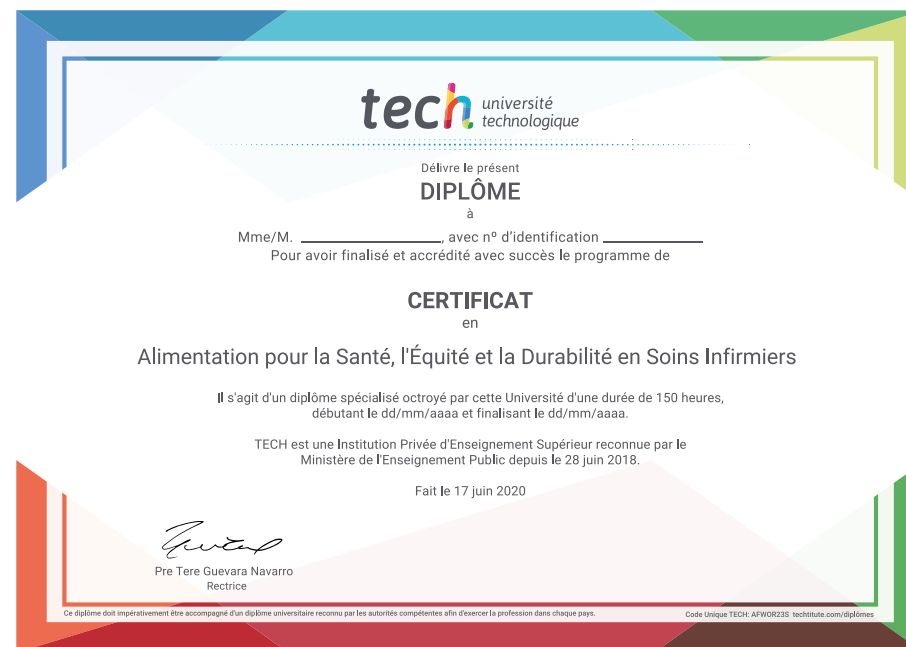 tech université
technologique
Délivre le présent
DIPLÔME
à
Mme/M. ____________________, avec nº d'identification ______________
Pour avoir finalisé et accrédité avec succès le programme de
CERTIFICAT
en
Alimentation pour la Santé, l'Équité et la Durabilité en Soins Infirmiers
Il s'agit d'un diplôme spécialisé octroyé par cette Université d'une durée de 150 heures,
débutant le dd/mm/aaaa et finalisant le dd/mm/aaaa.
TECH est une Institution Privée d'Enseignement Supérieur reconnue par le
Ministère de l'Enseignement Public depuis le 28 juin 2018.
Fait le 17 juin 2020
Pre Tere Guevara Navarro
Rectrice
Ce diplôme doit impérativement être accompagné d'un diplôme universitaire reconnu par les autorités compétentes afin d'exercer la profession dans chaque pays.
Code Unique TECH: AFWOR23S techtitute.com/diplômes